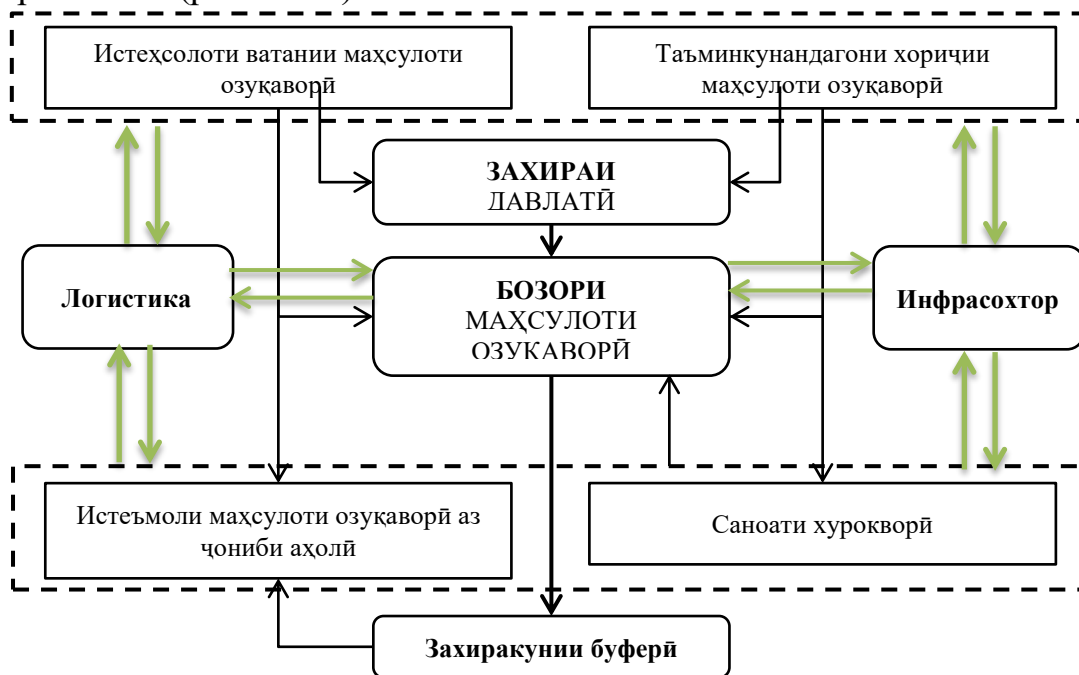 Истеҳсолоти ватании маҳсулоти
озуқаворӣ
Таъминкунандагони хориҷии
маҳсулоти озуқаворӣ
ЗАХИРАИ
ДАВЛАТӢ
Логистика
БОЗОРИ
МАҲСУЛОТИ
ОЗУҚАВОРӢ
Инфрасохтор
Истеъмоли маҳсулоти озуқаворӣ аз
ҷониби аҳолӣ
Саноати хурокворӣ
Захиракунии буферӣ